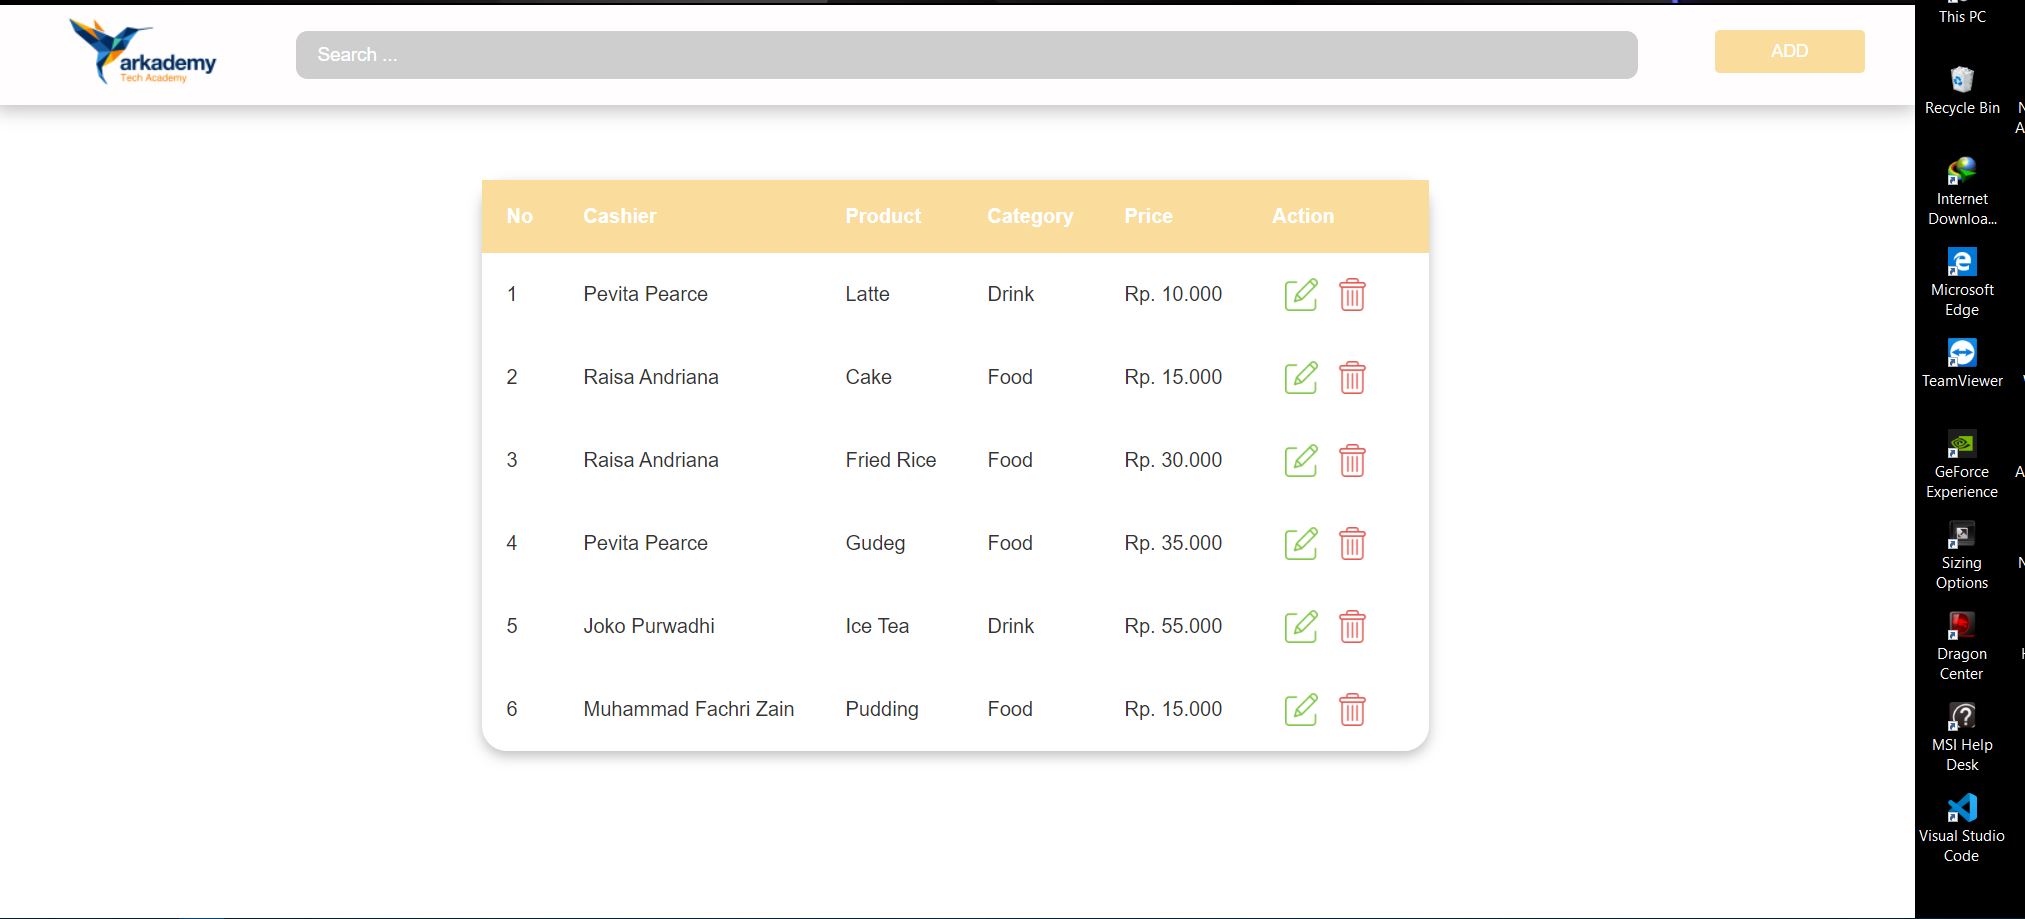 arkademy
Tech Academy
Search ...
ADD
No Cashier Product Category Price Action
1 Pevita Pearce Latte Drink Rp. 10.000
2 Raisa Andriana Cake Food Rp. 15.000
3 Raisa Andriana Fried Rice Food Rp. 30.000
4 Pevita Pearce Gudeg Food Rp. 35.000
5 Joko Purwadhi Ice Tea Drink Rp. 55.000
6 Muhammad Fachri Zain Pudding Food Rp. 15.000
This PC
Recycle Bin
Internet
Downloa...
Microsoft
Edge
TeamViewer
GeForce
Experience
Sizing
Options
Dragon
Center
MSI Help
Desk
Visual Studio
Code